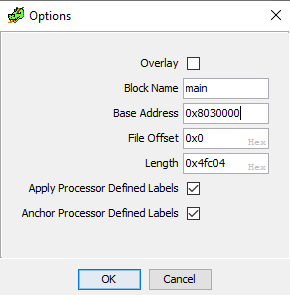 Options
Overlay
Block Name main
Base Address 0x8030000
File Offset 0x0 Hex
Length 0x4fc04 Hex
Apply Processor Defined Labels
Anchor Processor Defined Labels
OK Cancel